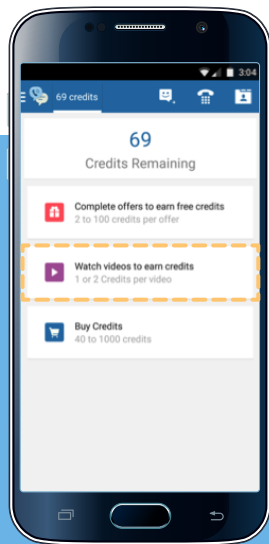 3:04
69 credits
69
Credits Remaining
Complete offers to earn free credits
2 to 100 credits per offer
Watch videos to earn credits
1 or 2 Credits per video
Buy Credits
40 to 1000 credits